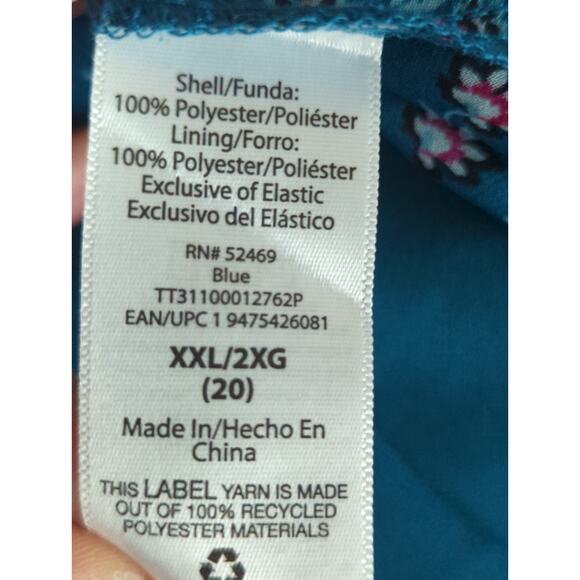 Shell/Funda:
100% Polyester/Poliéster
Lining/Forro:
100% Polyester/Poliéster
Exclusive of Elastic
Exclusivo del Elástico
RN# 52469
Blue
TT31100012762P
EAN/UPC 1 9475426081
XXL/2XG
(20)
Made In/Hecho En
China
THIS LABEL YARN IS MADE
OUT OF 100% RECYCLED
POLYESTER MATERIALS